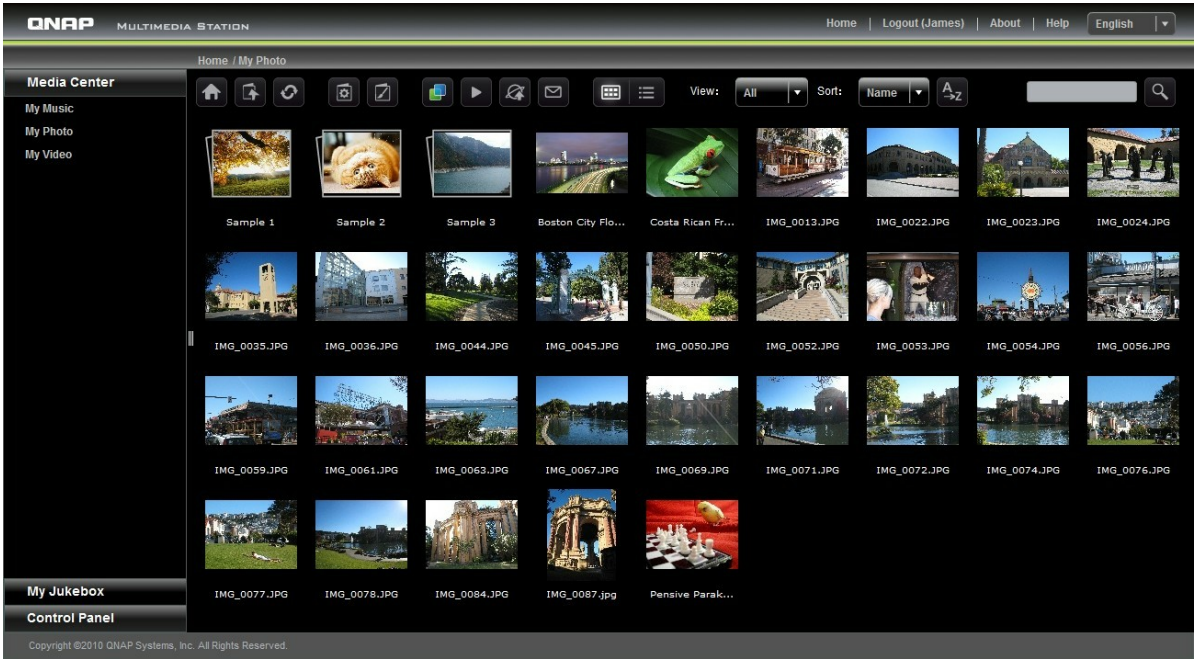 QNAP MULTIMEDIA STATION
Home | Logout (James) | About | Help English
Home / My Photo
Media Center
My Music
My Photo
My Video
View: All Sort: Name A Z
Sample 1 Sample 2 Sample 3 Boston City Flo... Costa Rican Fr... IMG_0013.JPG IMG_0022.JPG IMG_0023.JPG IMG_0024.JPG
IMG_0035.JPG IMG_0036.JPG IMG_0044.JPG IMG_0045.JPG IMG_0050.JPG IMG_0052.JPG IMG_0053.JPG IMG_0054.JPG IMG_0056.JPG
IMG_0059.JPG IMG_0061.JPG IMG_0063.JPG IMG_0067.JPG IMG_0069.JPG IMG_0071.JPG IMG_0072.JPG IMG_0074.JPG IMG_0076.JPG
IMG_0077.JPG IMG_0078.JPG IMG_0084.JPG IMG_0087.jpg Pensive Parak...
My Jukebox
Control Panel
Copyright ©2010 QNAP Systems, Inc. All Rights Reserved.